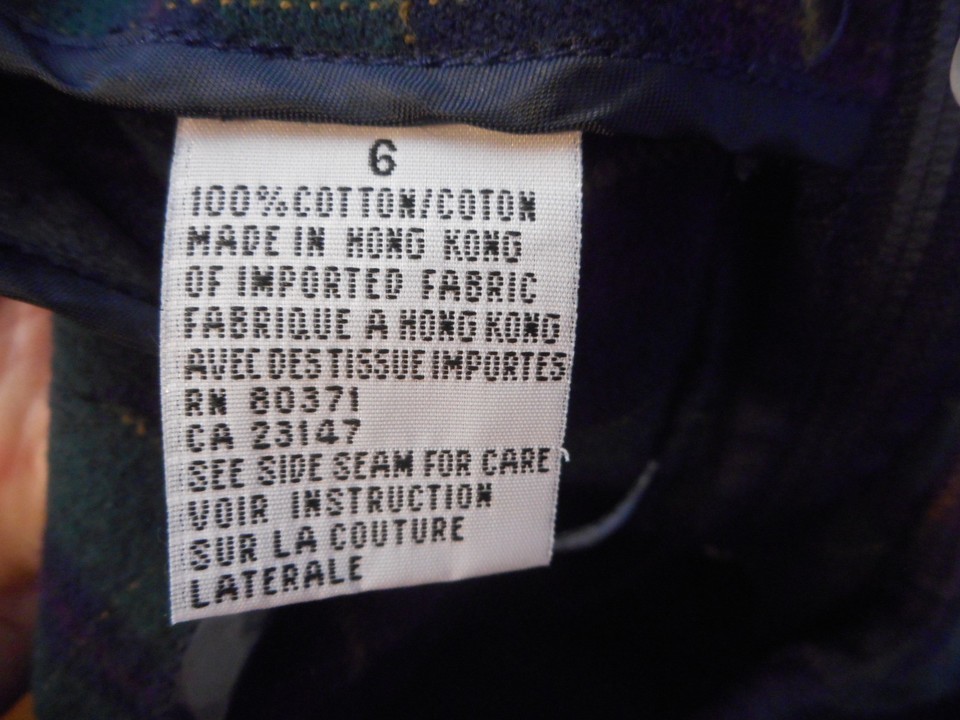 6
100% COTTON/COTON
MADE IN HONG KONG
OF IMPORTED FABRIC
FABRIQUE A HONG KONG
AVEC DES TISSUE IMPORTES
RN 80371
CA 23147
SEE SIDE SEAM FOR CARE
VOIR INSTRUCTION
SUR LA COUTURE
LATERALE